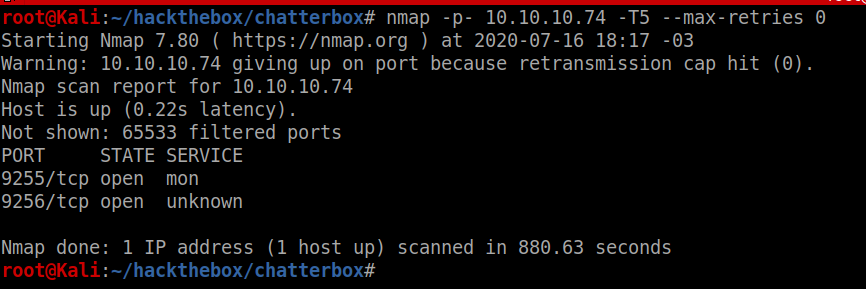 root@Kali:~/hackthebox/chatterbox# nmap -p- 10.10.10.74 -T5 --max-retries 0
Starting Nmap 7.80 ( https://nmap.org ) at 2020-07-16 18:17 -03
Warning: 10.10.10.74 giving up on port because retransmission cap hit (0).
Nmap scan report for 10.10.10.74
Host is up (0.22s latency).
Not shown: 65533 filtered ports
PORT     STATE SERVICE
9255/tcp open  mon
9256/tcp open  unknown
Nmap done: 1 IP address (1 host up) scanned in 880.63 seconds
root@Kali:~/hackthebox/chatterbox#